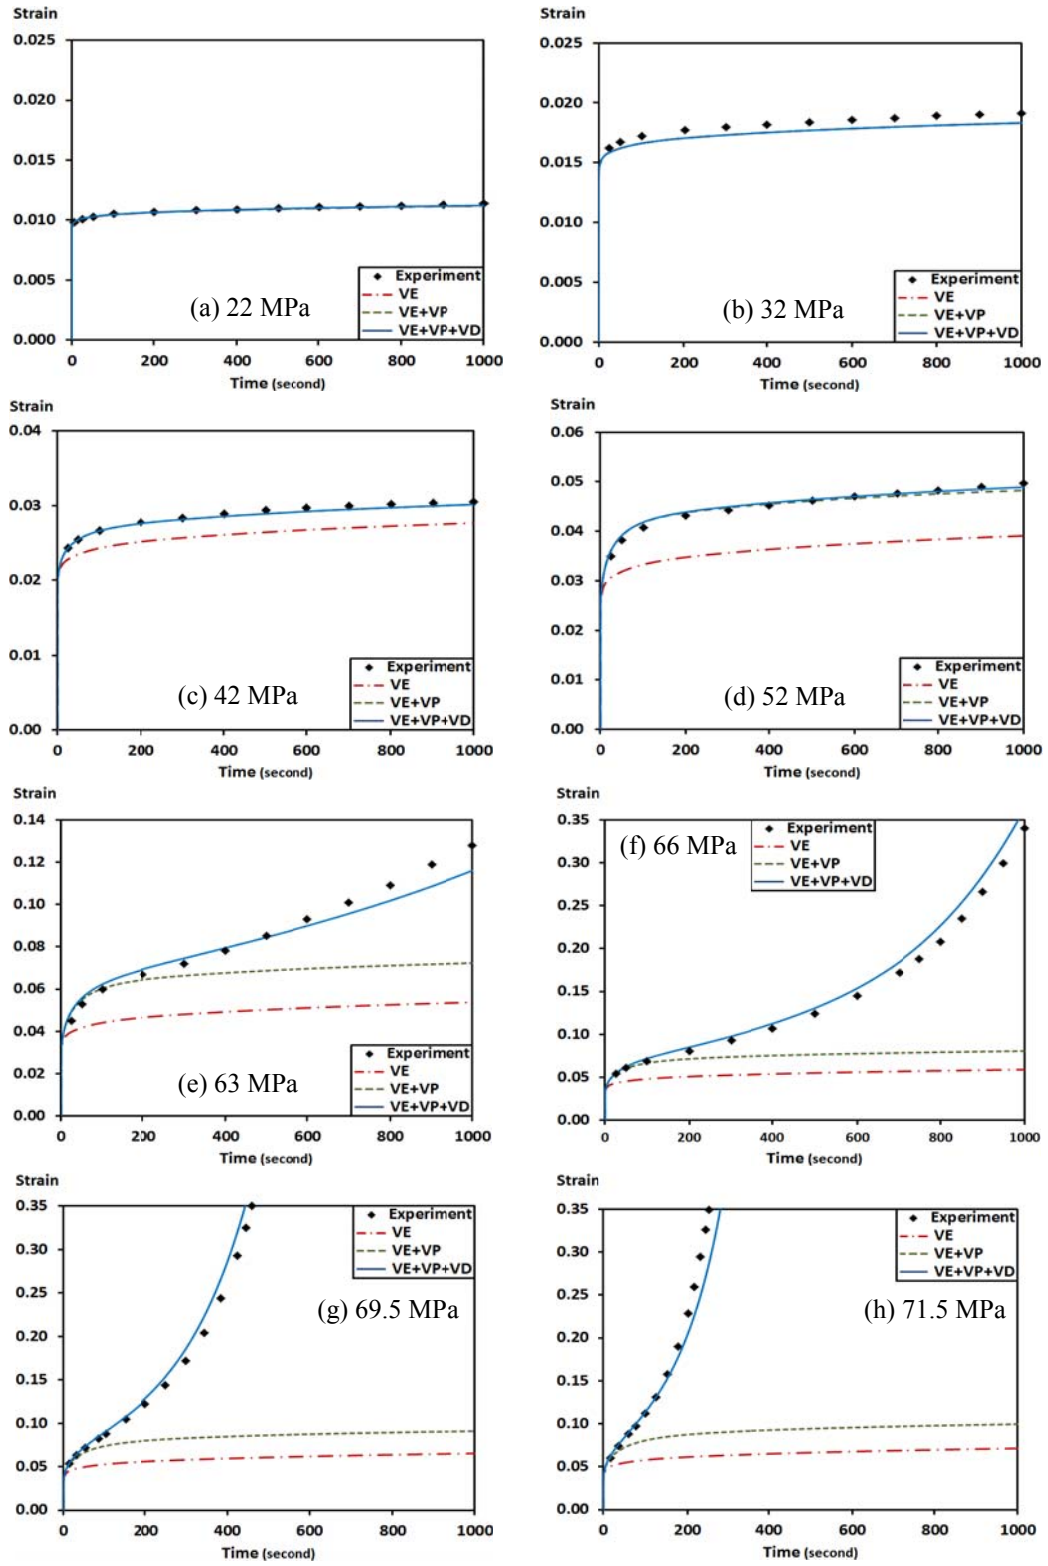 Strain
0.025
0.020
0.015
0.010
0.005
0.000
0 200 400 600 800 1000
Time (second)
(a) 22 MPa
Experiment
VE
VE+VP
VE+VP+VD
Strain
0.025
0.020
0.015
0.010
0.005
0.000
0 200 400 600 800 1000
Time (second)
(b) 32 MPa
Experiment
VE
VE+VP
VE+VP+VD
Strain
0.04
0.03
0.02
0.01
0.00
0 200 400 600 800 1000
Time (second)
(c) 42 MPa
Experiment
VE
VE+VP
VE+VP+VD
Strain
0.06
0.05
0.04
0.03
0.02
0.01
0.00
0 200 400 600 800 1000
Time (second)
(d) 52 MPa
Experiment
VE
VE+VP
VE+VP+VD
Strain
0.14
0.12
0.10
0.08
0.06
0.04
0.02
0.00
0 200 400 600 800 1000
Time (second)
(e) 63 MPa
Experiment
VE
VE+VP
VE+VP+VD
Strain
0.35
0.30
0.25
0.20
0.15
0.10
0.05
0.00
0 200 400 600 800 1000
Time (second)
(f) 66 MPa
Experiment
VE
VE+VP
VE+VP+VD
Strain
0.35
0.30
0.25
0.20
0.15
0.10
0.05
0.00
0 200 400 600 800 1000
Time (second)
(g) 69.5 MPa
Experiment
VE
VE+VP
VE+VP+VD
Strain
0.35
0.30
0.25
0.20
0.15
0.10
0.05
0.00
0 200 400 600 800 1000
Time (second)
(h) 71.5 MPa
Experiment
VE
VE+VP
VE+VP+VD